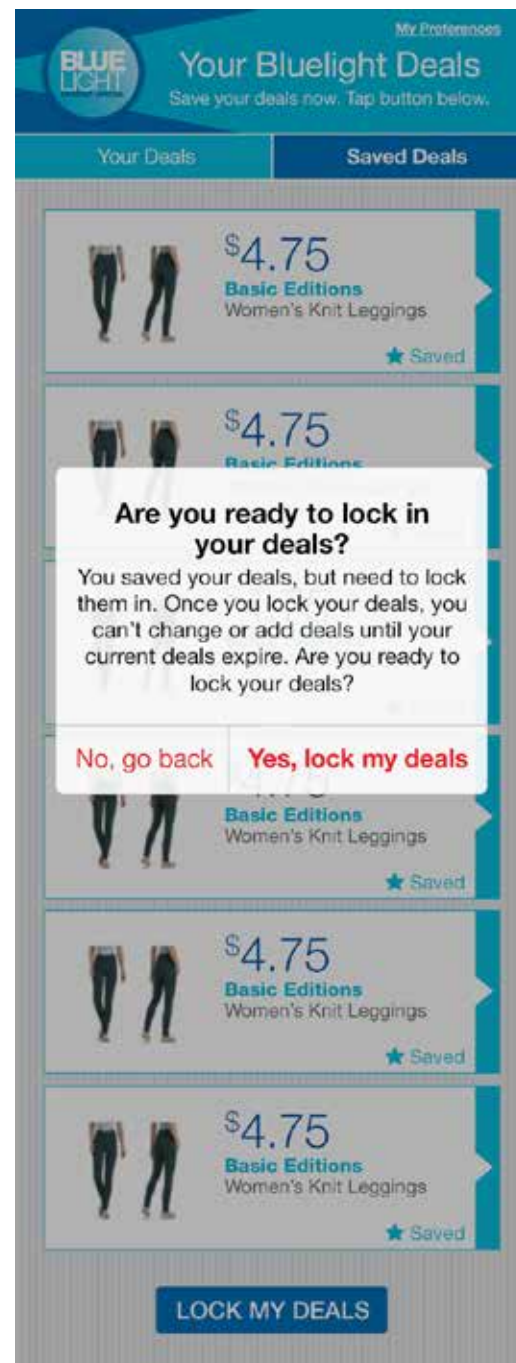 My Preferences
BLUE
LIGHT
Your Bluelight Deals
Save your deals now. Tap button below.
Your Deals
Saved Deals
$4.75
Basic Editions
Women's Knit Leggings
Saved
$4.75
Basic Editions
Are you ready to lock in
your deals?
You saved your deals, but need to lock
them in. Once you lock your deals, you
can't change or add deals until your
current deals expire. Are you ready to
lock your deals?
No, go back
Yes, lock my deals
Basic Editions
Women's Knit Leggings
Saved
$4.75
Basic Editions
Women's Knit Leggings
Saved
$4.75
Basic Editions
Women's Knit Leggings
Saved
LOCK MY DEALS